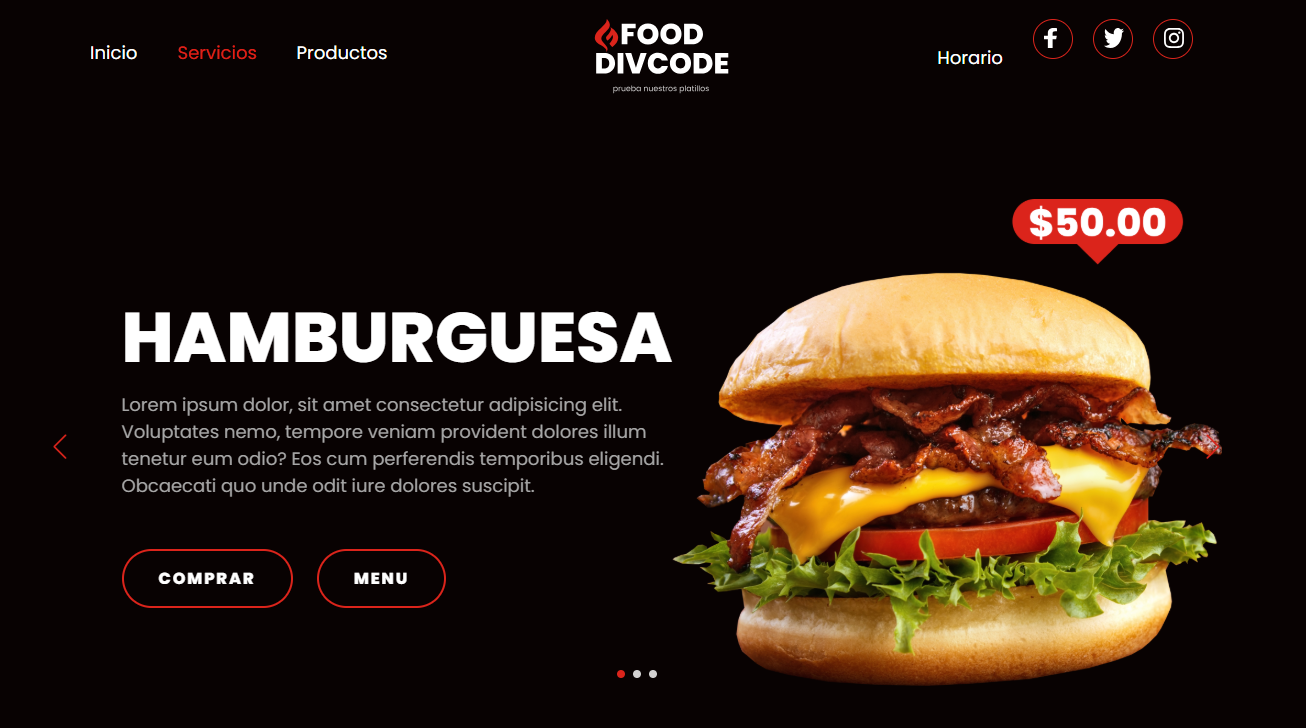 Inicio
Servicios
Productos
FOOD
DIVCODE
prueba nuestros platillos
Horario
$50.00
HAMBURGUESA
Lorem ipsum dolor, sit amet consectetur adipisicing elit.
Voluptates nemo, tempore veniam provident dolores illum
tenetur eum odio? Eos cum perferendis temporibus eligendi.
Obcaecati quo unde odit iure dolores suscipit.
COMPRAR
MENU